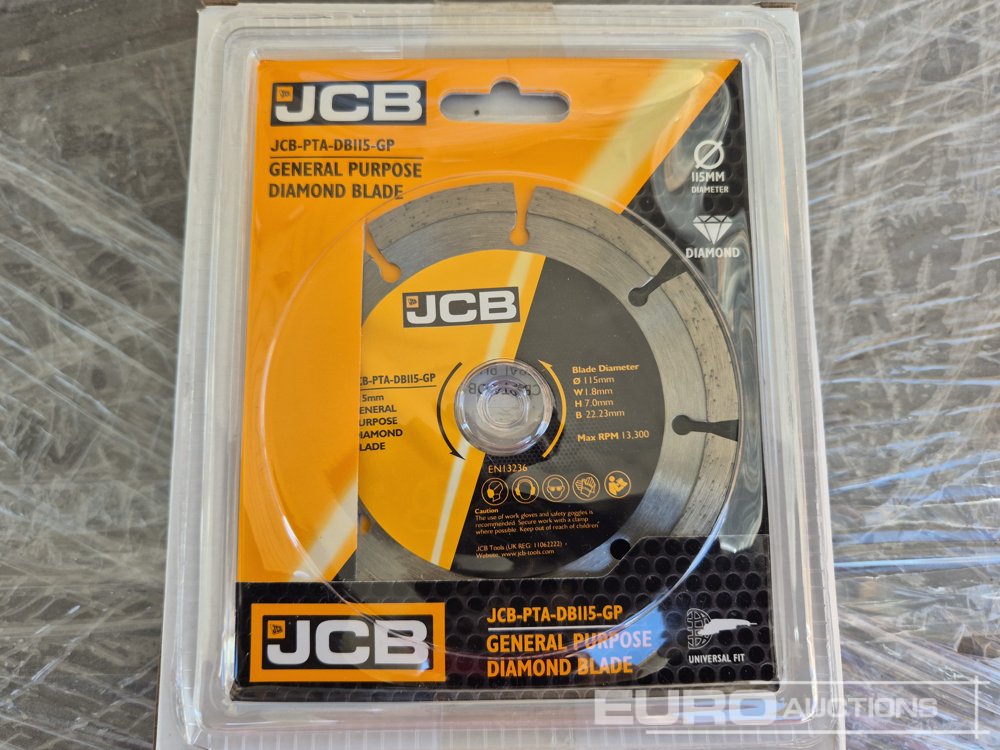 JCB
JCB-PTA-DB115-GP
GENERAL PURPOSE
DIAMOND BLADE
115MM
DIAMETER
DIAMOND
JCB
CB-PTA-DB115-GP
5mm
GENERAL
URPOSE
IAMOND
BLADE
Blade Diameter
Ø 115mm
W 1.8mm
H 7.0mm
B 22.23mm
Max RPM 13,300
EN13236
Caution
The use of work gloves and safety goggles is
recommended. Secure work with a clamp
where possible. Keep out of reach of children
JCB Tools (UK REG: 11062222)
Website. www.jcb-tools.com
JCB
JCB-PTA-DB115-GP
GENERAL PURPOSE
DIAMOND BLADE
UNIVERSAL FIT
EURO AUCTIONS